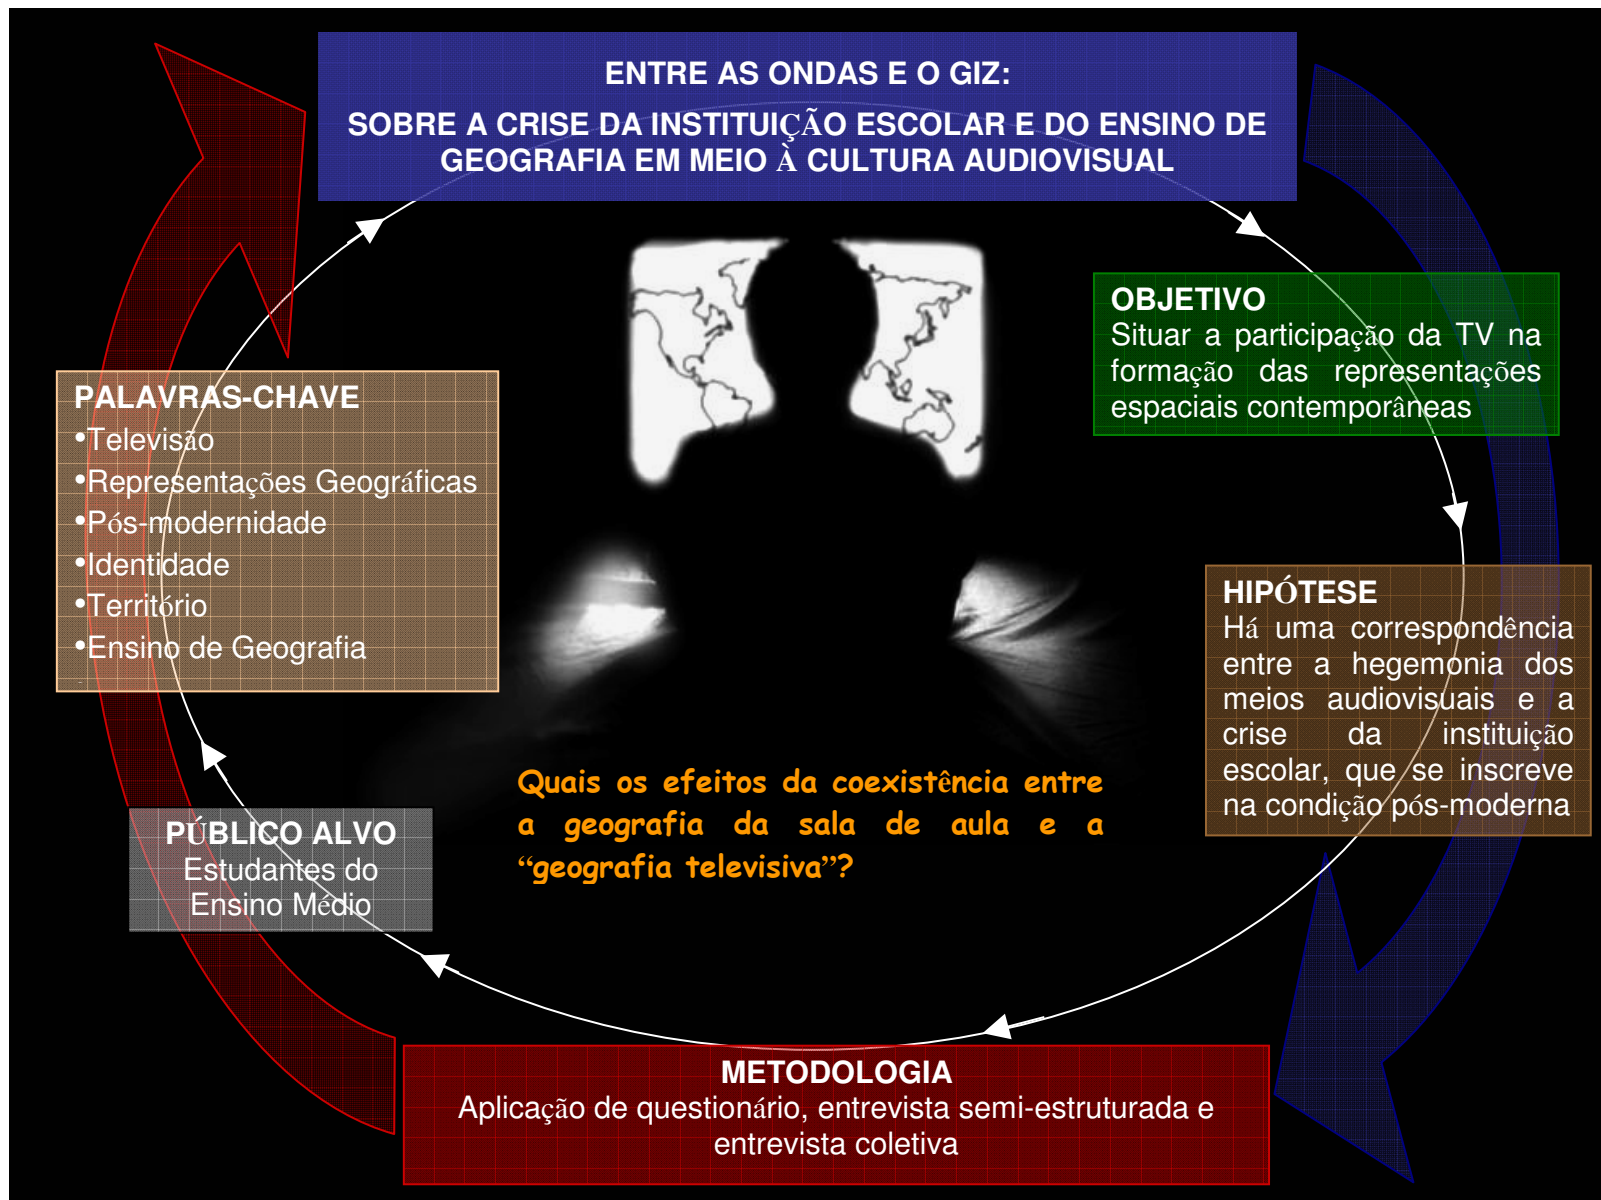 ENTRE AS ONDAS E O GIZ:
SOBRE A CRISE DA INSTITUIÇÃO ESCOLAR E DO ENSINO DE
GEOGRAFIA EM MEIO À CULTURA AUDIOVISUAL
OBJETIVO
Situar a participação da TV na
formação das representações
espaciais contemporâneas
HIPÓTESE
Há uma correspondência
entre a hegemonia dos
meios audiovisuais e a
crise da instituição
escolar, que se inscreve
na condição pós-moderna
METODOLOGIA
Aplicação de questionário, entrevista semi-estruturada e
entrevista coletiva
PÚBLICO ALVO
Estudantes do
Ensino Médio
PALAVRAS-CHAVE
•Televisão
•Representações Geográficas
•Pós-modernidade
•Identidade
•Território
•Ensino de Geografia
Quais os efeitos da coexistência entre
a geografia da sala de aula e a
“geografia televisiva”?